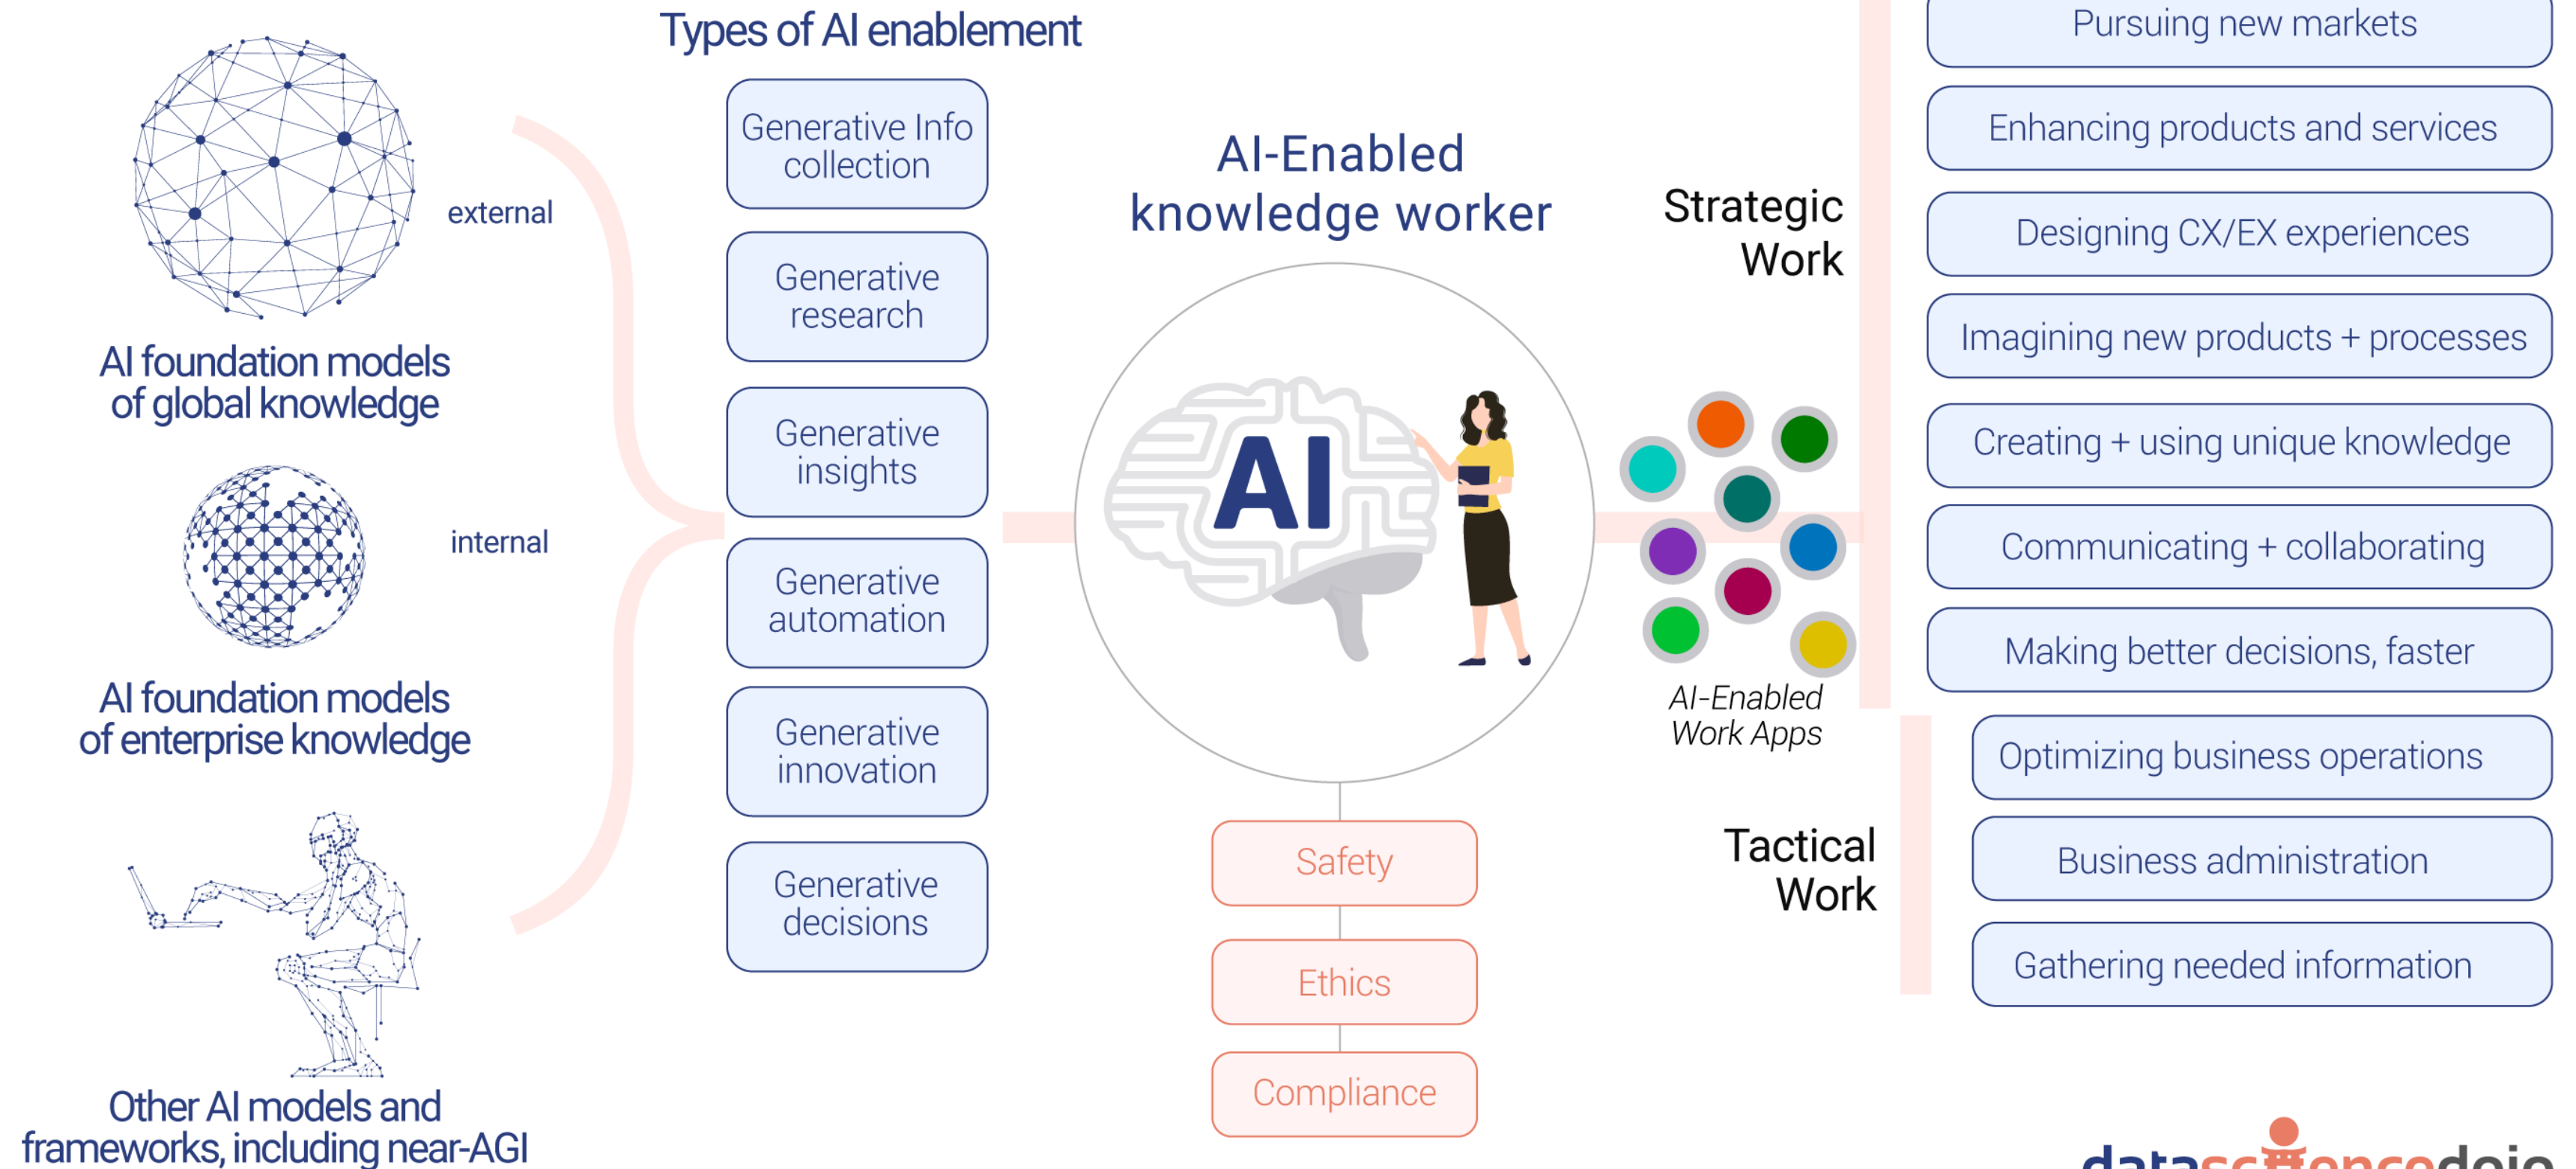 Types of AI enablement
external
AI foundation models
of global knowledge
internal
AI foundation models
of enterprise knowledge
Other AI models and
frameworks, including near-AGI
Generative Info
collection
Generative
research
Generative
insights
Generative
automation
Generative
innovation
Generative
decisions
AI-Enabled
knowledge worker
AI
Safety
Ethics
Compliance
Strategic
Work
AI-Enabled
Work Apps
Tactical
Work
Pursuing new markets
Enhancing products and services
Designing CX/EX experiences
Imagining new products + processes
Creating + using unique knowledge
Communicating + collaborating
Making better decisions, faster
Optimizing business operations
Business administration
Gathering needed information
datasciencedojo